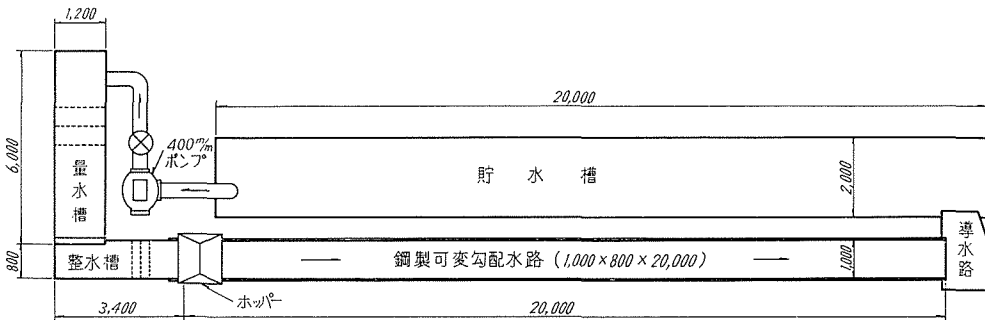 1,200
20,000
6,000
400m/m
ポンプ
量水槽
貯水槽
2,000
導水路
800
整水槽
鋼製可変勾配水路（1,000×800×20,000）
1,000
ホッパー
3,400
20,000